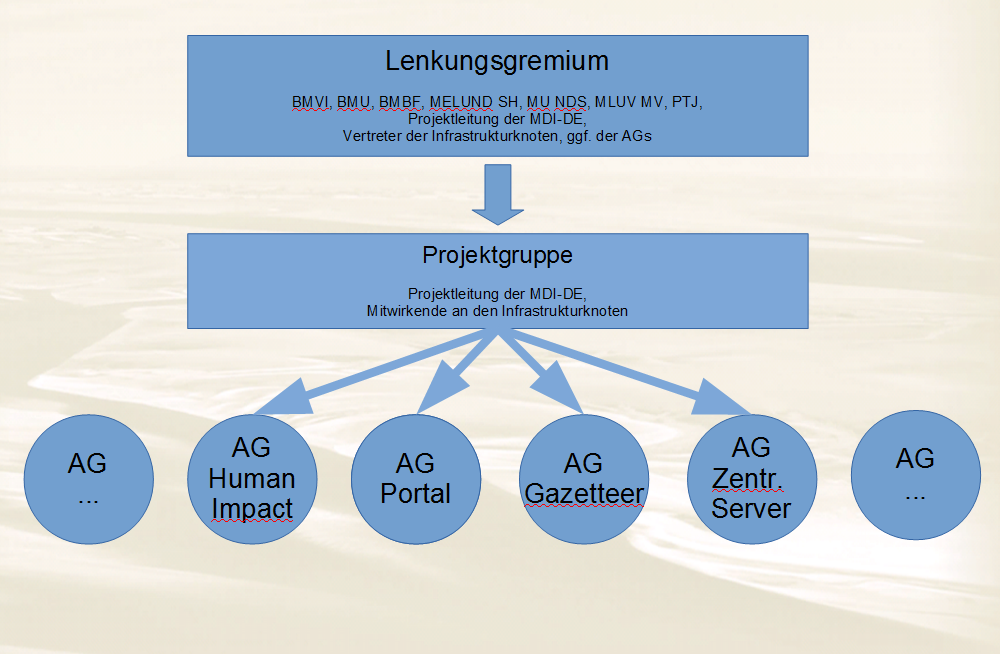 Lenkungsgremium
BMVI, BMU, BMBF, MELUND SH, MU NDS, MLUV MV, PTJ,
Projektleitung der MDI-DE,
Vertreter der Infrastrukturknoten, ggf. der AGs
Projektgruppe
Projektleitung der MDI-DE,
Mitwirkende an den Infrastrukturknoten
AG
...
AG
Human
Impact
AG
Portal
AG
Gazetteer
AG
Zentr.
Server
AG
...